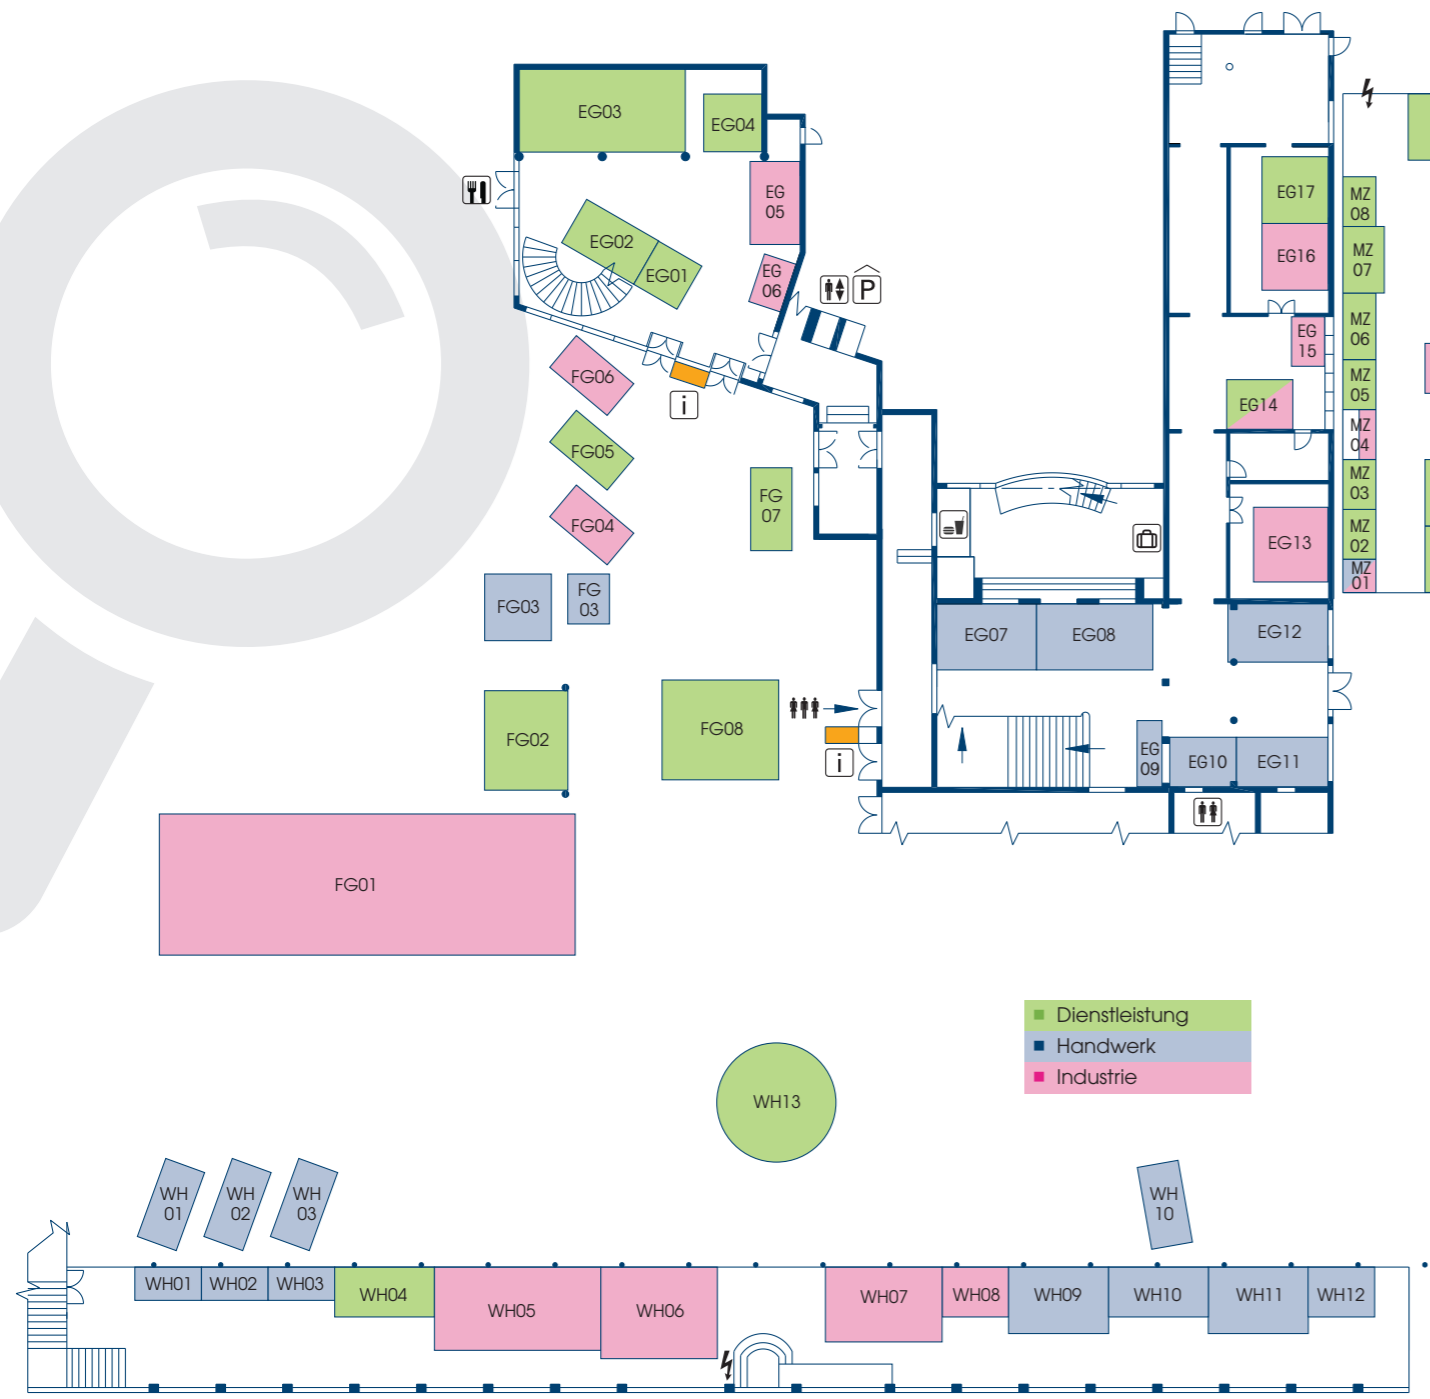 EG03
EG04
EG
05
EG02
EG01
EG
06
P
i
EG17
EG16
EG
15
EG14
EG13
EG12
EG07
EG08
EG
09
EG10
EG11
MZ
08
MZ
07
MZ
06
MZ
05
MZ
04
MZ
03
MZ
02
MZ
01
FG06
FG05
FG04
FG
07
FG03
FG
03
FG02
FG08
i
FG01
Dienstleistung
Handwerk
Industrie
WH13
WH
01
WH
02
WH
03
WH
10
WH01
WH02
WH03
WH04
WH05
WH06
WH07
WH08
WH09
WH10
WH11
WH12